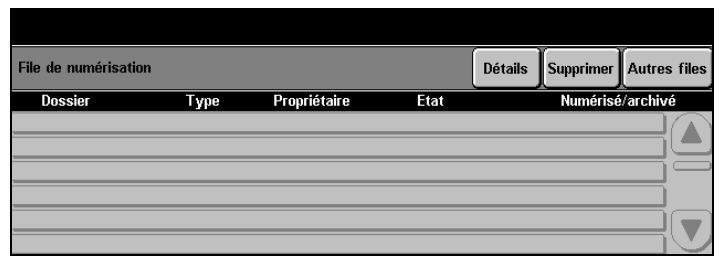 File de numérisation Détails Supprimer Autres files
Dossier Type Propriétaire Etat Numérisé/archivé